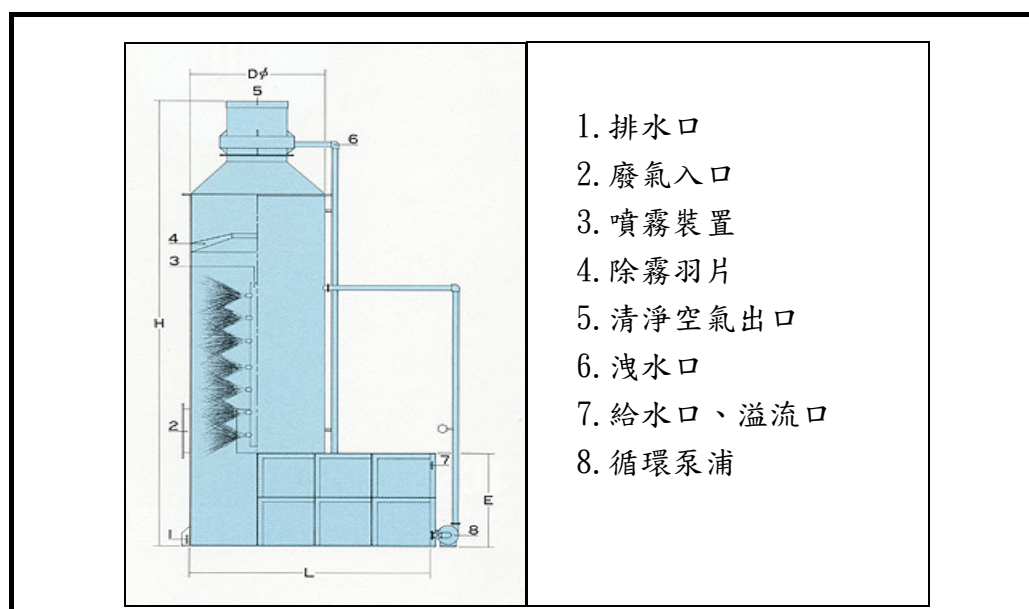 Dφ
5
6
4
3
H
2
7
E
1
8
L
1.排水口
2.廢氣入口
3.噴霧裝置
4.除霧羽片
5.清淨空氣出口
6.洩水口
7.給水口、溢流口
8.循環泵浦